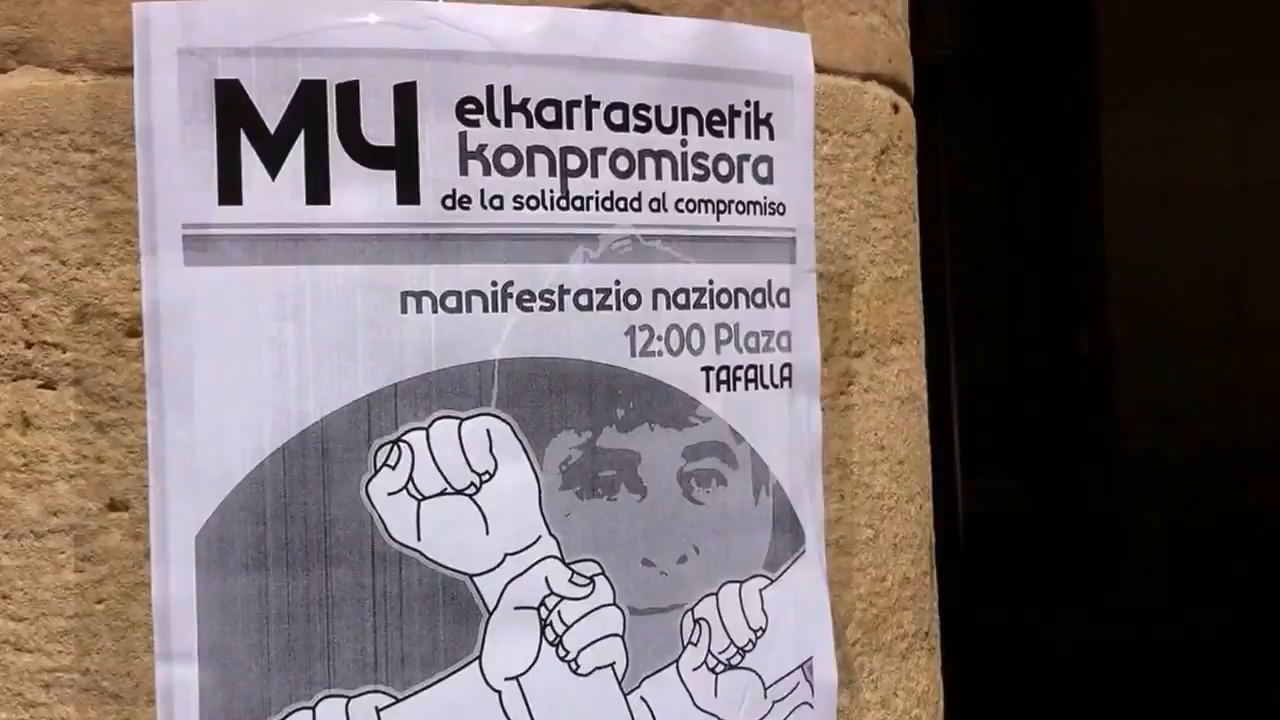 M4
elkartasunetik
konpromisora
de la solidaridad al compromiso
manifestazio nazionala
12:00 Plaza
TAFALLA